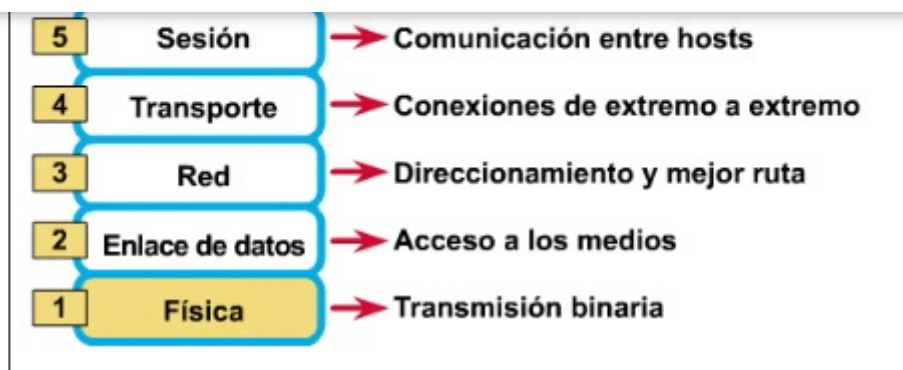 5 Sesión Comunicación entre hosts
4 Transporte Conexiones de extremo a extremo
3 Red Direccionamiento y mejor ruta
2 Enlace de datos Acceso a los medios
1 Física Transmisión binaria